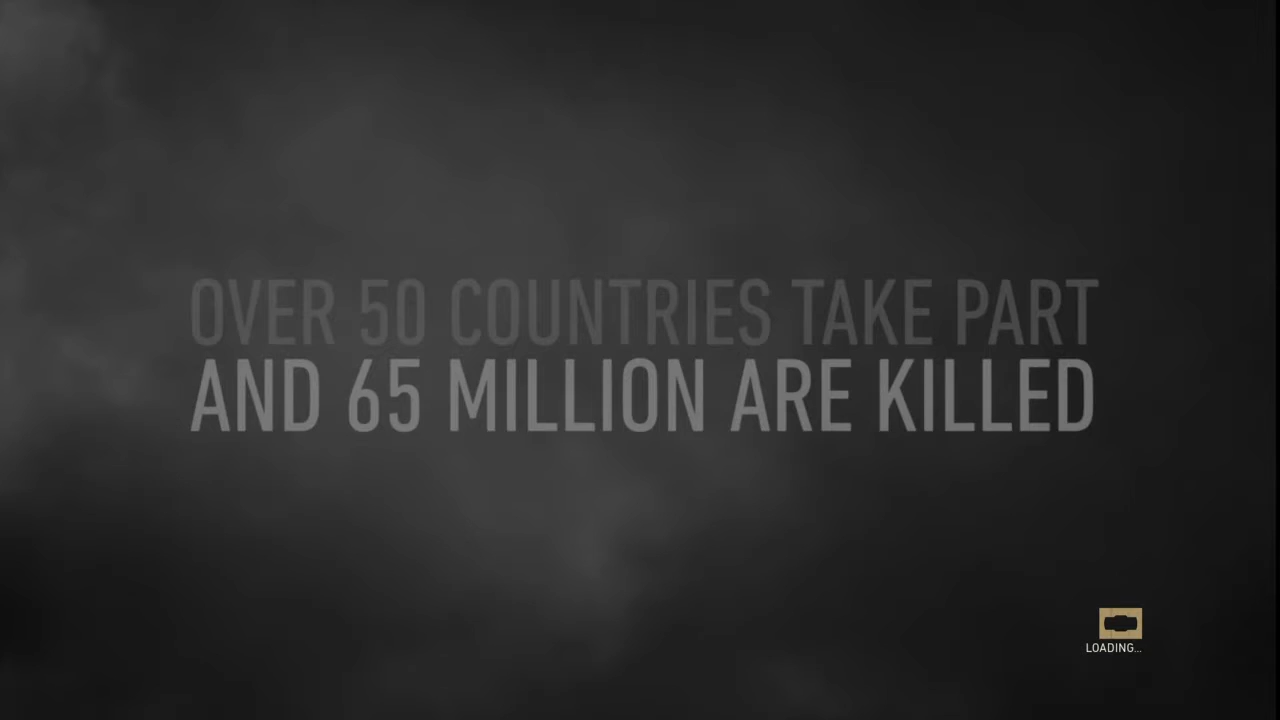 OVER 50 COUNTRIES TAKE PART
AND 65 MILLION ARE KILLED
LOADING...